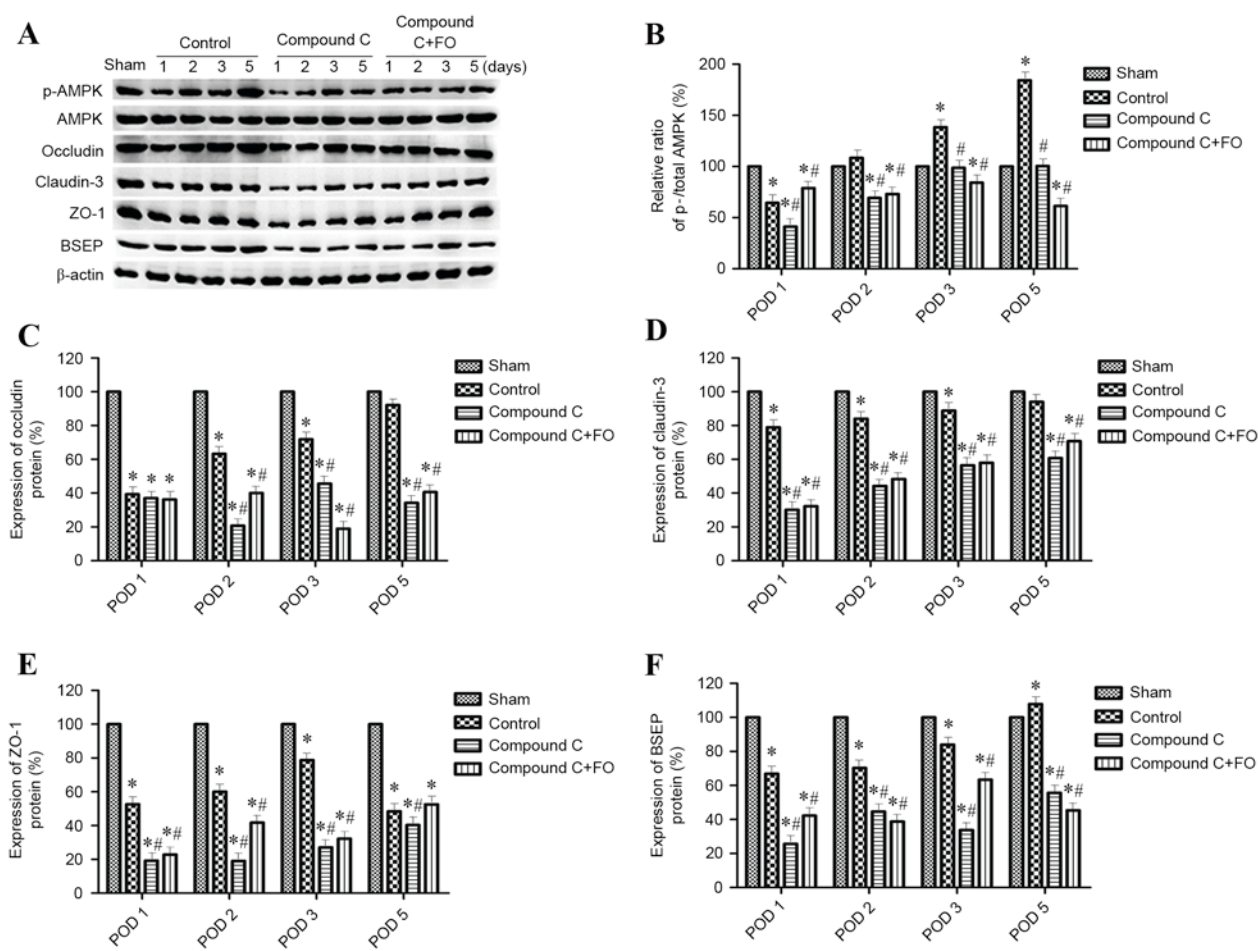 A
Control
Compound C
Compound
C+FO
Sham 1 2 3 5 1 2 3 5 1 2 3 5 (days)
p-AMPK
AMPK
Occludin
Claudin-3
ZO-1
BSEP
β-actin
B
Relative ratio
of p-/total AMPK (%)
200
150
100
50
0
* *# *#
*# *#
* # *#
* # *#
POD 1 POD 2 POD 3 POD 5
Sham
Control
Compound C
Compound C+FO
C
Expression of occludin
protein (%)
120
100
80
60
40
20
0
* * *
* *# *#
* *# *#
*# *#
POD 1 POD 2 POD 3 POD 5
Sham
Control
Compound C
Compound C+FO
D
Expression of claudin-3
protein (%)
120
100
80
60
40
20
0
* *# *#
* *# *#
* *# *#
*# *#
POD 1 POD 2 POD 3 POD 5
Sham
Control
Compound C
Compound C+FO
E
Expression of ZO-1
protein (%)
120
100
80
60
40
20
0
* *# *#
* *# *#
* *# *#
* *# *
POD 1 POD 2 POD 3 POD 5
Sham
Control
Compound C
Compound C+FO
F
Expression of BSEP
protein (%)
120
100
80
60
40
20
0
* *# *#
* *# *#
* *# *#
* *# *#
POD 1 POD 2 POD 3 POD 5
Sham
Control
Compound C
Compound C+FO